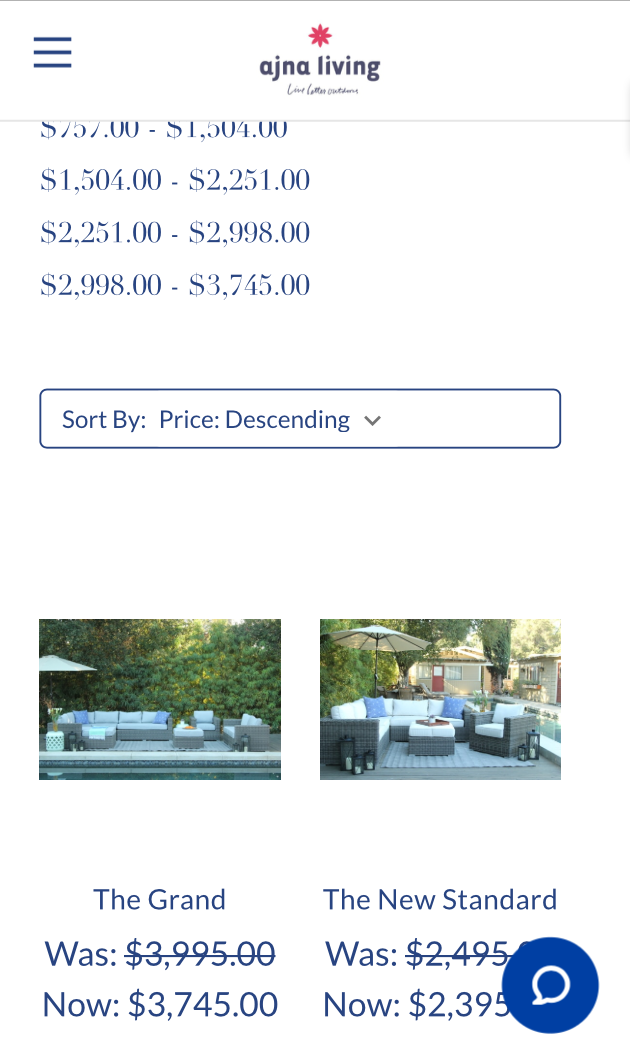 ajna living
Live better outdoors
$757.00 - $1,504.00
$1,504.00 - $2,251.00
$2,251.00 - $2,998.00
$2,998.00 - $3,745.00
Sort By: Price: Descending
The Grand
The New Standard
Was: $3,995.00
Was: $2,495.
Now: $3,745.00
Now: $2,395